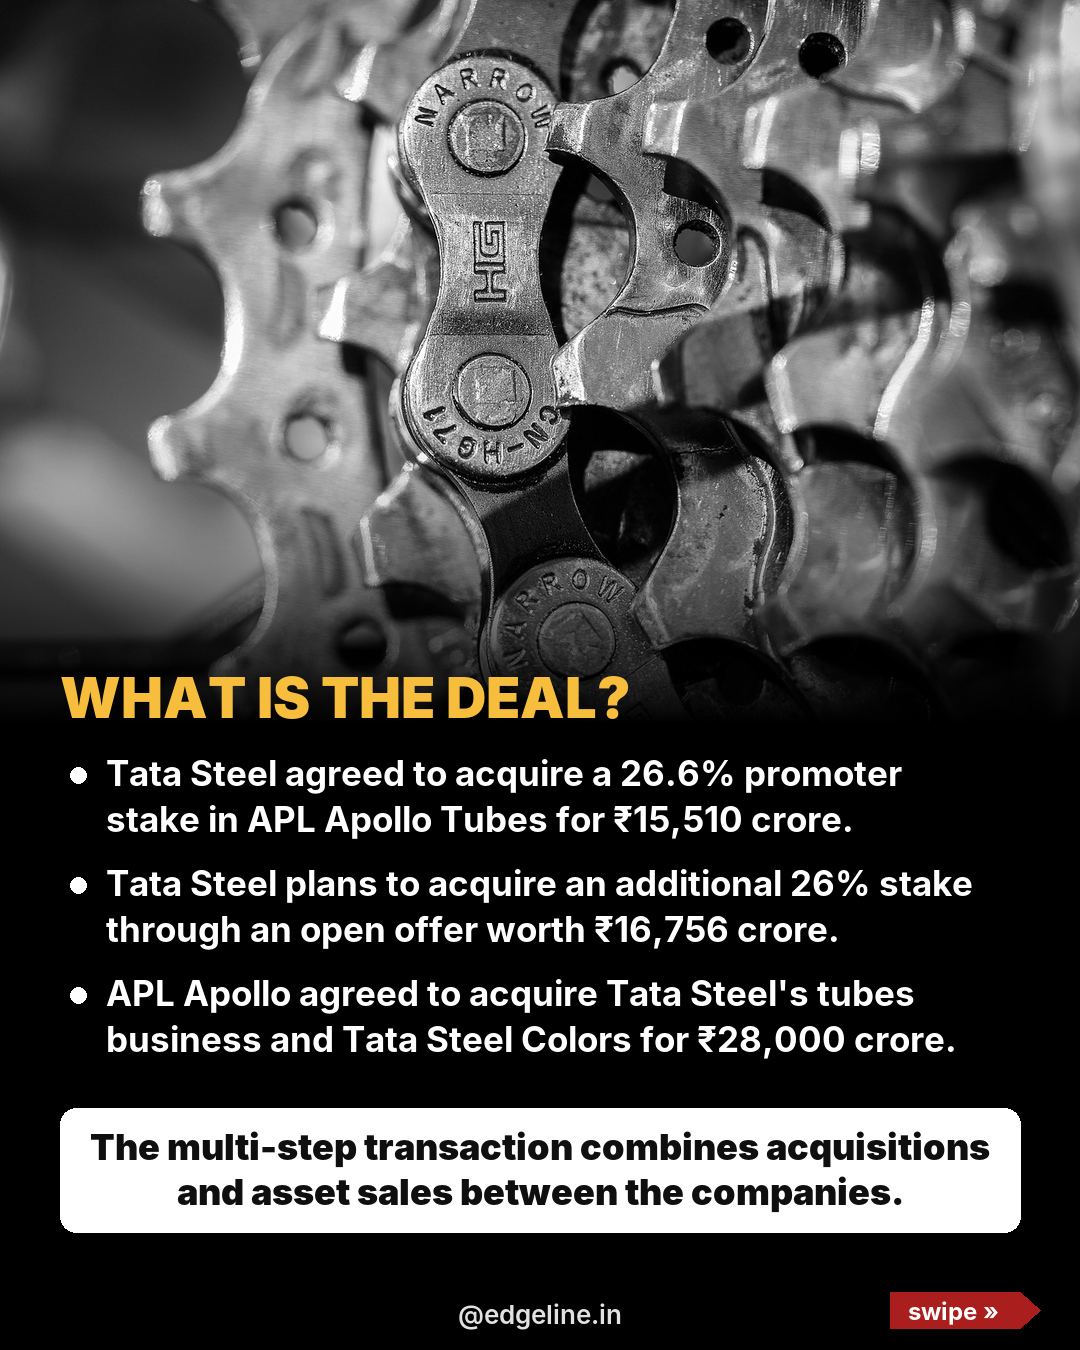 NARROW
HG
CN-HG71
NARROW
WHAT IS THE DEAL?
Tata Steel agreed to acquire a 26.6% promoter
stake in APL Apollo Tubes for ₹15,510 crore.
Tata Steel plans to acquire an additional 26% stake
through an open offer worth ₹16,756 crore.
APL Apollo agreed to acquire Tata Steel's tubes
business and Tata Steel Colors for ₹28,000 crore.
The multi-step transaction combines acquisitions
and asset sales between the companies.
@edgeline.in
swipe »